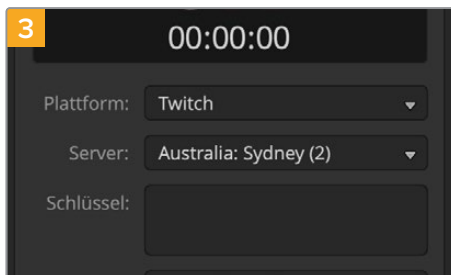 3
00:00:00
Plattform: Twitch
Server: Australia: Sydney (2)
Schlüssel: